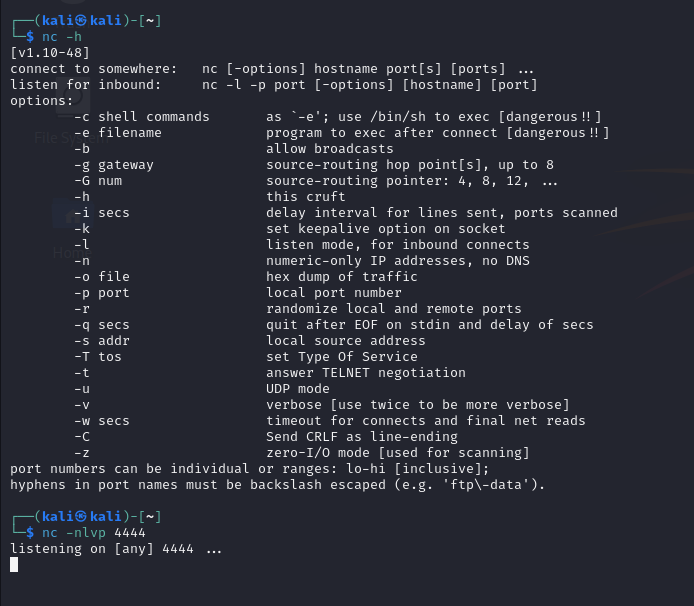 ┌──(kali㉿kali)-[~]
└─$ nc -h
[v1.10-48]
connect to somewhere:   nc [-options] hostname port[s] [ports] ...
listen for inbound:     nc -l -p port [-options] [hostname] [port]
options:
        -c shell commands       as `-e'; use /bin/sh to exec [dangerous!!]
        -e filename             program to exec after connect [dangerous!!]
        -b                      allow broadcasts
        -g gateway              source-routing hop point[s], up to 8
        -G num                  source-routing pointer: 4, 8, 12, ...
        -h                      this cruft
        -i secs                 delay interval for lines sent, ports scanned
        -k                      set keepalive option on socket
        -l                      listen mode, for inbound connects
        -n                      numeric-only IP addresses, no DNS
        -o file                 hex dump of traffic
        -p port                 local port number
        -r                      randomize local and remote ports
        -q secs                 quit after EOF on stdin and delay of secs
        -s addr                 local source address
        -T tos                  set Type Of Service
        -t                      answer TELNET negotiation
        -u                      UDP mode
        -v                      verbose [use twice to be more verbose]
        -w secs                 timeout for connects and final net reads
        -C                      Send CRLF as line-ending
        -z                      zero-I/O mode [used for scanning]
port numbers can be individual or ranges: lo-hi [inclusive];
hyphens in port names must be backslash escaped (e.g. 'ftp\-data').
┌──(kali㉿kali)-[~]
└─$ nc -nlvp 4444
listening on [any] 4444 ...
File System
Home